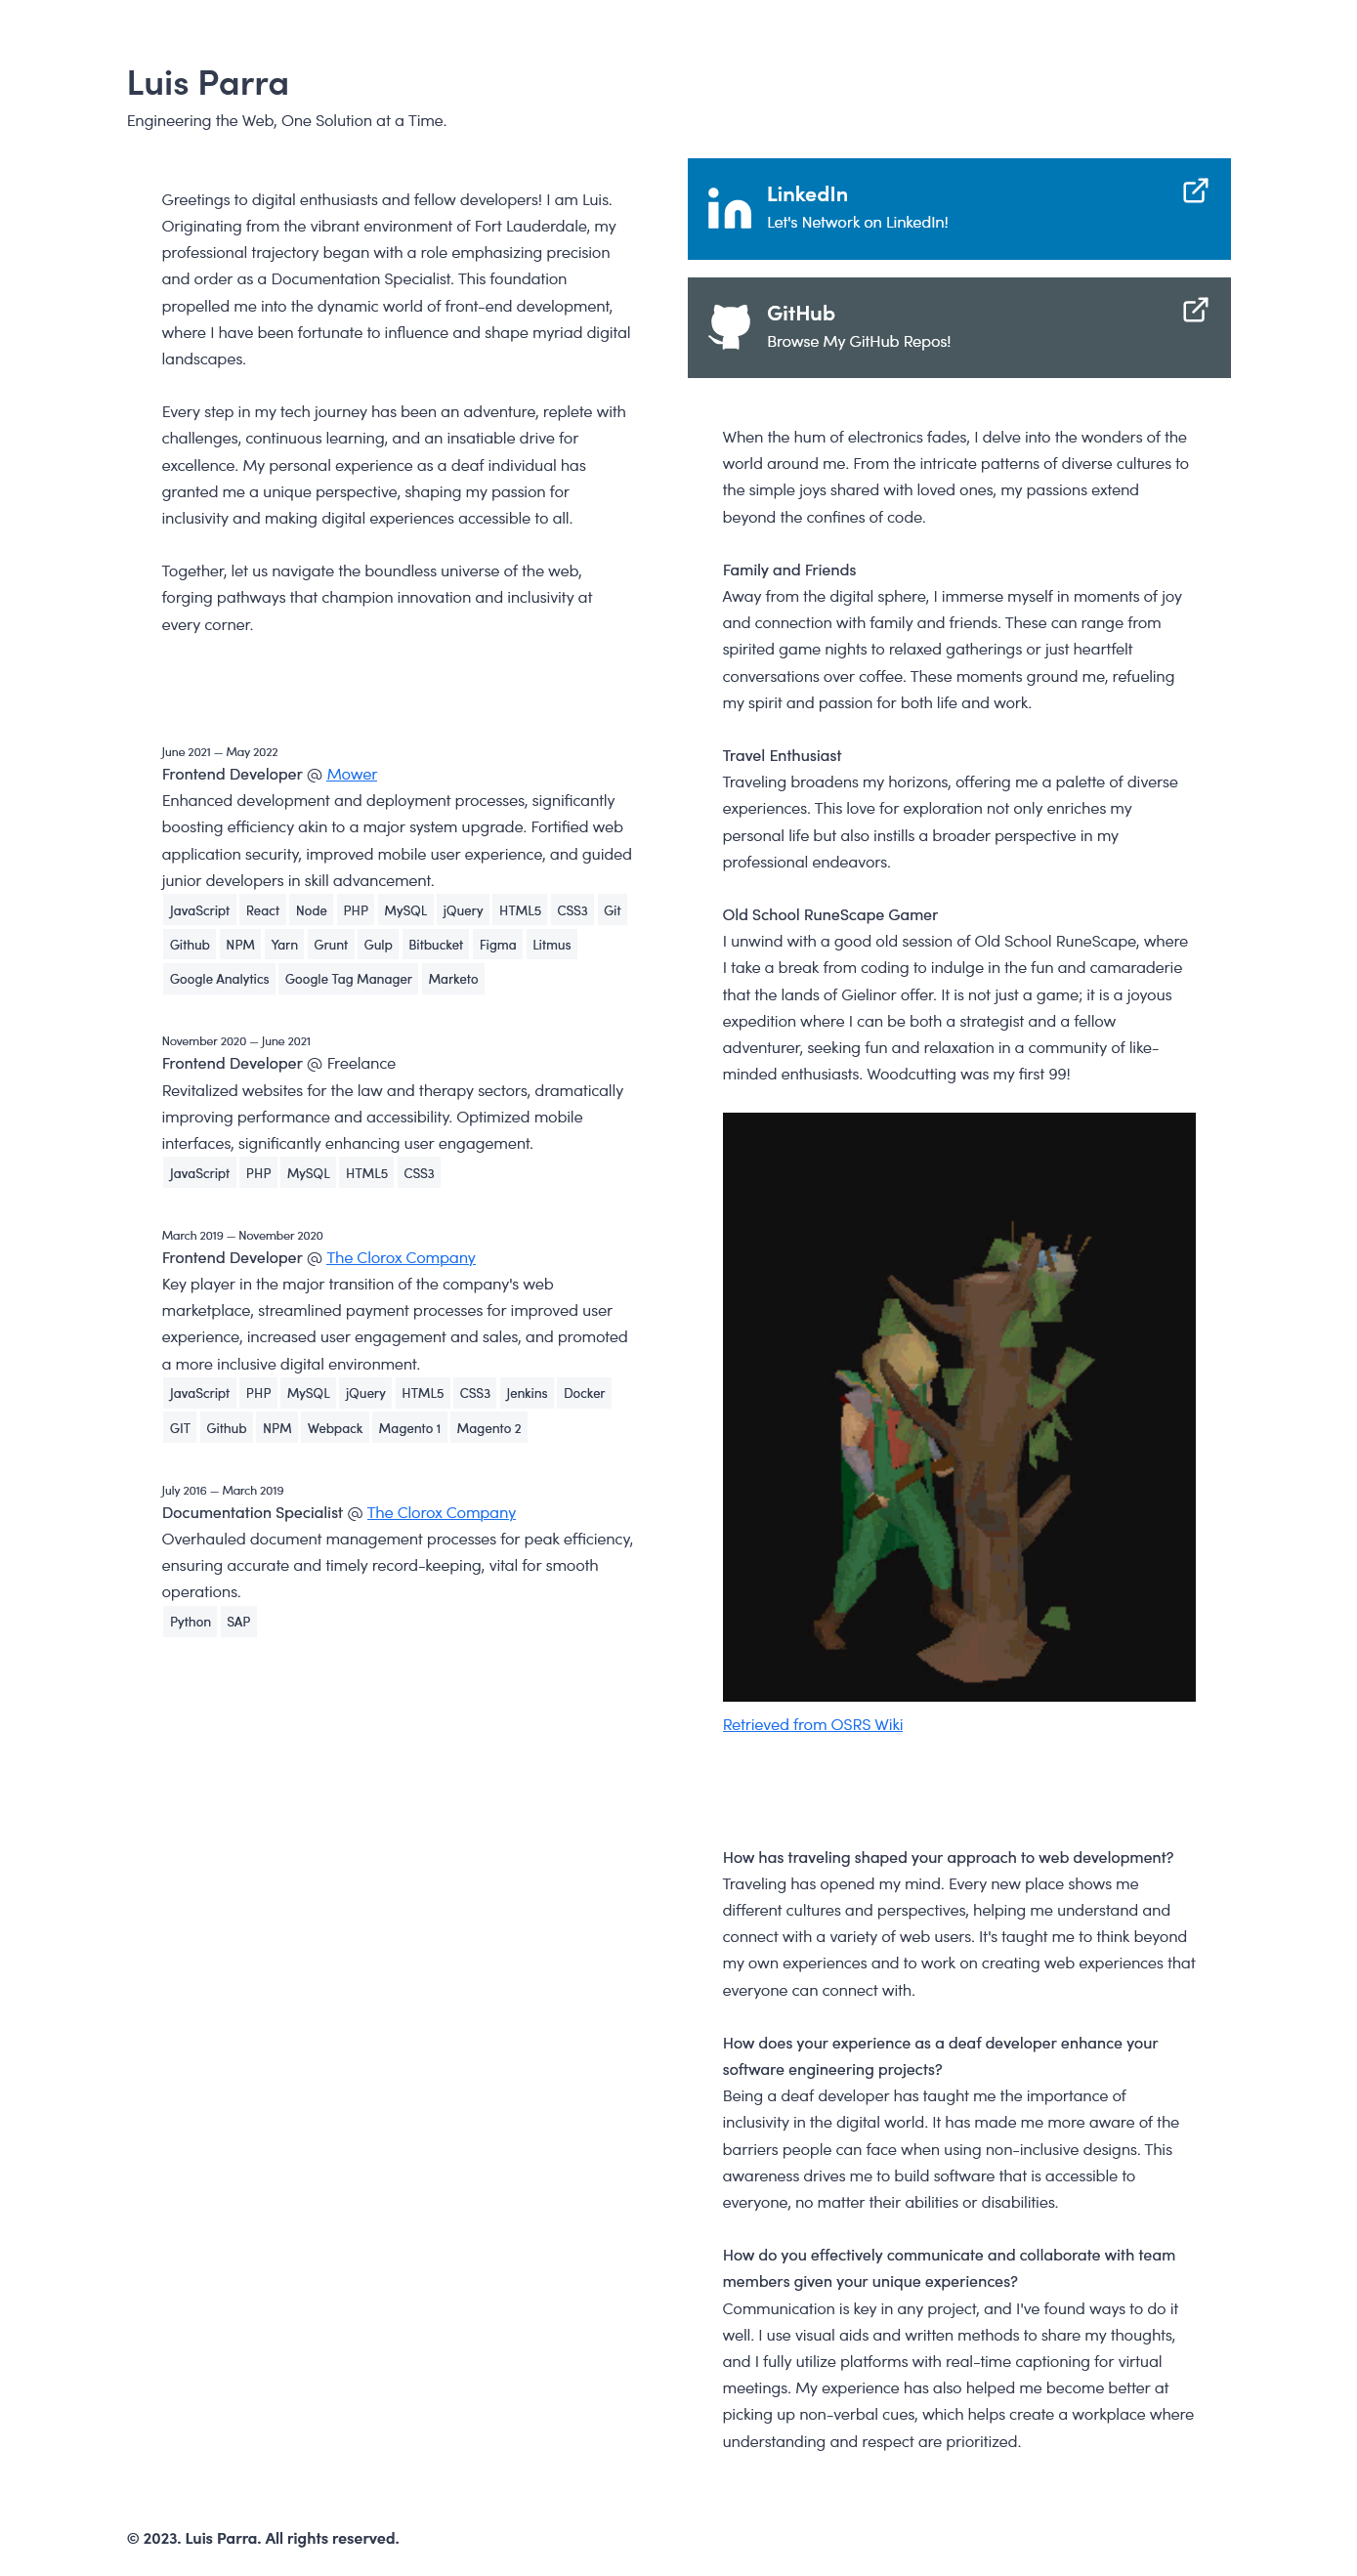 Luis Parra
Engineering the Web, One Solution at a Time.
Greetings to digital enthusiasts and fellow developers! I am Luis.
Originating from the vibrant environment of Fort Lauderdale, my
professional trajectory began with a role emphasizing precision
and order as a Documentation Specialist. This foundation
propelled me into the dynamic world of front-end development,
where I have been fortunate to influence and shape myriad digital
landscapes.
Every step in my tech journey has been an adventure, replete with
challenges, continuous learning, and an insatiable drive for
excellence. My personal experience as a deaf individual has
granted me a unique perspective, shaping my passion for
inclusivity and making digital experiences accessible to all.
Together, let us navigate the boundless universe of the web,
forging pathways that champion innovation and inclusivity at
every corner.
June 2021 — May 2022
Frontend Developer @ Mower
Enhanced development and deployment processes, significantly
boosting efficiency akin to a major system upgrade. Fortified web
application security, improved mobile user experience, and guided
junior developers in skill advancement.
JavaScript React Node PHP MySQL jQuery HTML5 CSS3 Git
Github NPM Yarn Grunt Gulp Bitbucket Figma Litmus
Google Analytics Google Tag Manager Marketo
November 2020 — June 2021
Frontend Developer @ Freelance
Revitalized websites for the law and therapy sectors, dramatically
improving performance and accessibility. Optimized mobile
interfaces, significantly enhancing user engagement.
JavaScript PHP MySQL HTML5 CSS3
March 2019 — November 2020
Frontend Developer @ The Clorox Company
Key player in the major transition of the company's web
marketplace, streamlined payment processes for improved user
experience, increased user engagement and sales, and promoted
a more inclusive digital environment.
JavaScript PHP MySQL jQuery HTML5 CSS3 Jenkins Docker
GIT Github NPM Webpack Magento 1 Magento 2
July 2016 — March 2019
Documentation Specialist @ The Clorox Company
Overhauled document management processes for peak efficiency,
ensuring accurate and timely record-keeping, vital for smooth
operations.
Python SAP
LinkedIn
Let's Network on LinkedIn!
GitHub
Browse My GitHub Repos!
When the hum of electronics fades, I delve into the wonders of the
world around me. From the intricate patterns of diverse cultures to
the simple joys shared with loved ones, my passions extend
beyond the confines of code.
Family and Friends
Away from the digital sphere, I immerse myself in moments of joy
and connection with family and friends. These can range from
spirited game nights to relaxed gatherings or just heartfelt
conversations over coffee. These moments ground me, refueling
my spirit and passion for both life and work.
Travel Enthusiast
Traveling broadens my horizons, offering me a palette of diverse
experiences. This love for exploration not only enriches my
personal life but also instills a broader perspective in my
professional endeavors.
Old School RuneScape Gamer
I unwind with a good old session of Old School RuneScape, where
I take a break from coding to indulge in the fun and camaraderie
that the lands of Gielinor offer. It is not just a game; it is a joyous
expedition where I can be both a strategist and a fellow
adventurer, seeking fun and relaxation in a community of like-
minded enthusiasts. Woodcutting was my first 99!
Retrieved from OSRS Wiki
How has traveling shaped your approach to web development?
Traveling has opened my mind. Every new place shows me
different cultures and perspectives, helping me understand and
connect with a variety of web users. It's taught me to think beyond
my own experiences and to work on creating web experiences that
everyone can connect with.
How does your experience as a deaf developer enhance your
software engineering projects?
Being a deaf developer has taught me the importance of
inclusivity in the digital world. It has made me more aware of the
barriers people can face when using non-inclusive designs. This
awareness drives me to build software that is accessible to
everyone, no matter their abilities or disabilities.
How do you effectively communicate and collaborate with team
members given your unique experiences?
Communication is key in any project, and I've found ways to do it
well. I use visual aids and written methods to share my thoughts,
and I fully utilize platforms with real-time captioning for virtual
meetings. My experience has also helped me become better at
picking up non-verbal cues, which helps create a workplace where
understanding and respect are prioritized.
© 2023. Luis Parra. All rights reserved.